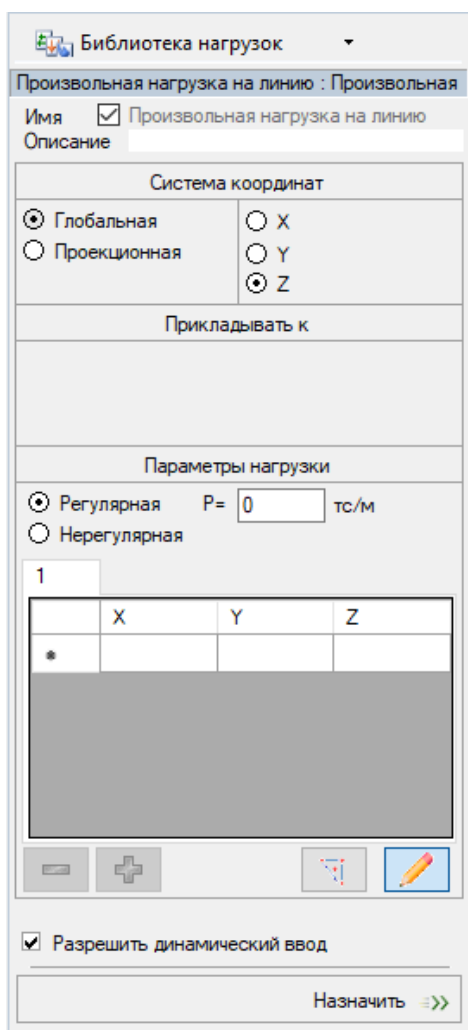 Библиотека нагрузок
Произвольная нагрузка на линию : Произвольная
Имя Произвольная нагрузка на линию
Описание
Система координат
Глобальная X
Проекционная Y
Z
Прикладывать к
Параметры нагрузки
Регулярная P= 0 тс/м
Нерегулярная
1
X Y Z
*
Разрешить динамический ввод
Назначить